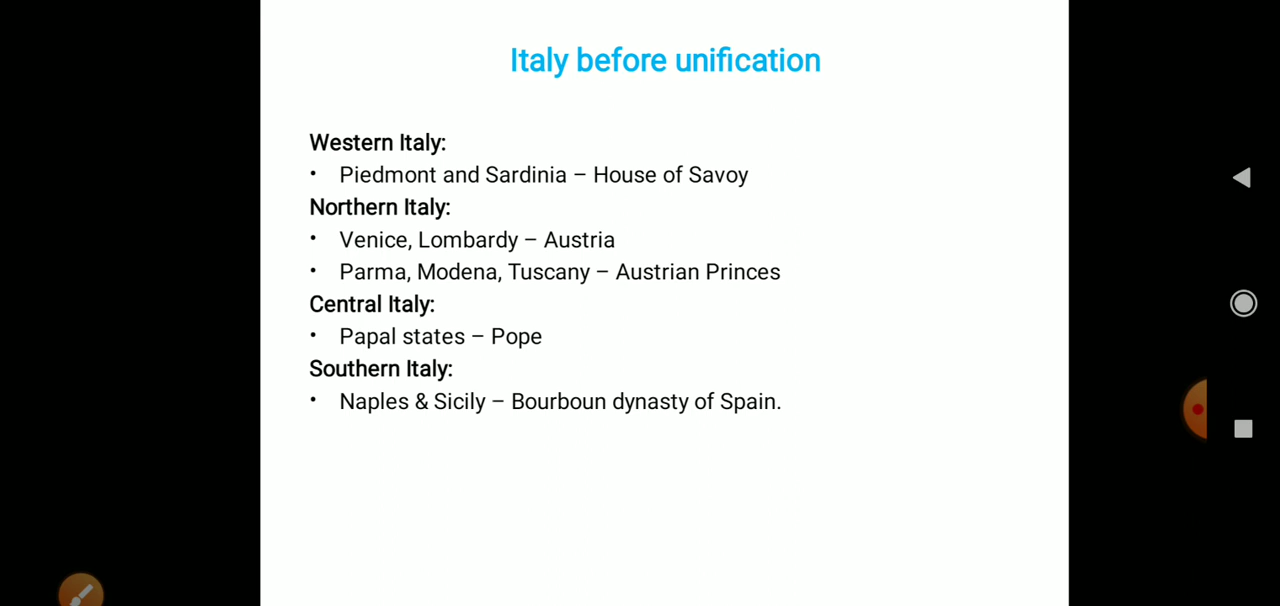 Italy before unification
Western Italy:
• Piedmont and Sardinia – House of Savoy
Northern Italy:
• Venice, Lombardy – Austria
• Parma, Modena, Tuscany – Austrian Princes
Central Italy:
• Papal states – Pope
Southern Italy:
• Naples & Sicily – Bourboun dynasty of Spain.